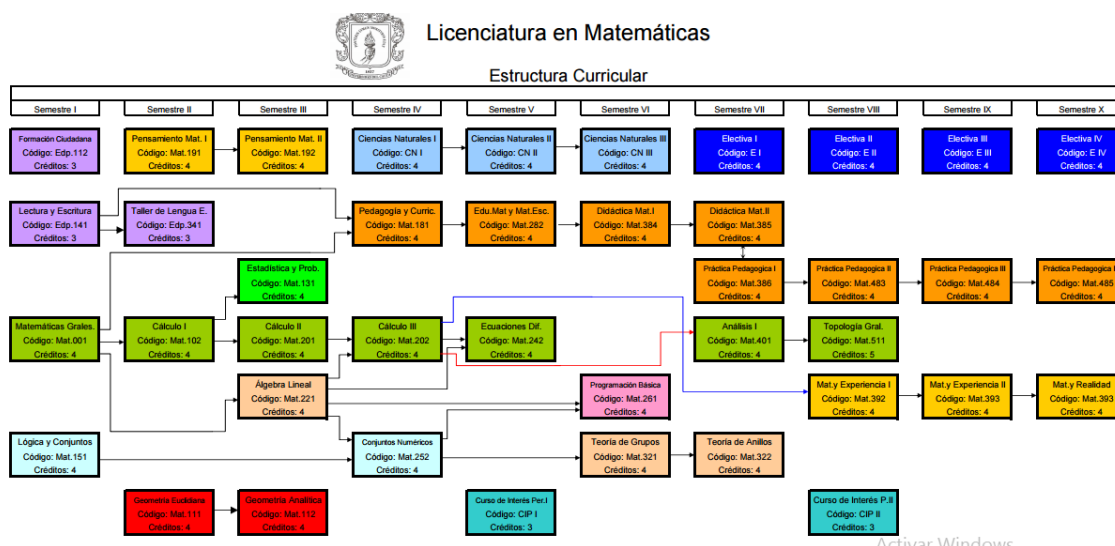 Licenciatura en Matemáticas
Estructura Curricular
Semestre I Semestre II Semestre III Semestre IV Semestre V Semestre VI Semestre VII Semestre VIII Semestre IX Semestre X
Formación Ciudadana Pensamiento Mat. I Pensamiento Mat. II Ciencias Naturales I Ciencias Naturales II Ciencias Naturales III Electiva I Electiva II Electiva III Electiva IV
Código: Edp.112 Código: Mat.191 Código: Mat.192 Código: CN I Código: CN II Código: CN III Código: E I Código: E II Código: E III Código: E IV
Créditos: 3 Créditos: 4 Créditos: 4 Créditos: 4 Créditos: 4 Créditos: 4 Créditos: 4 Créditos: 4 Créditos: 4 Créditos: 4
Lectura y Escritura Taller de Lengua E. Pedagogía y Curric. Edu.Mat y Mat.Esc. Didáctica Mat.I Didáctica Mat.II
Código: Edp.141 Código: Edp.341 Código: Mat.181 Código: Mat.282 Código: Mat.384 Código: Mat.385
Créditos: 3 Créditos: 3 Créditos: 4 Créditos: 4 Créditos: 4 Créditos: 4
Estadística y Prob. Práctica Pedagogica I Práctica Pedagogica II Práctica Pedagogica III Práctica Pedagogica
Código: Mat.131 Código: Mat.386 Código: Mat.483 Código: Mat.484 Código: Mat.485
Créditos: 4 Créditos: 4 Créditos: 4 Créditos: 4 Créditos: 4
Matemáticas Grales. Cálculo I Cálculo II Cálculo III Ecuaciones Dif. Análisis I Topología Gral.
Código: Mat.001 Código: Mat.102 Código: Mat.201 Código: Mat.202 Código: Mat.242 Código: Mat.401 Código: Mat.511
Créditos: 4 Créditos: 4 Créditos: 4 Créditos: 4 Créditos: 4 Créditos: 4 Créditos: 5
Álgebra Lineal Programación Básica Mat.y Experiencia I Mat.y Experiencia II Mat.y Realidad
Código: Mat.221 Código: Mat.261 Código: Mat.392 Código: Mat.393 Código: Mat.393
Créditos: 4 Créditos: 4 Créditos: 4 Créditos: 4 Créditos: 4
Lógica y Conjuntos Conjuntos Numéricos Teoría de Grupos Teoría de Anillos
Código: Mat.151 Código: Mat.252 Código: Mat.321 Código: Mat.322
Créditos: 4 Créditos: 4 Créditos: 4 Créditos: 4
Geometría Euclidiana Geometría Analítica Curso de Interés Per.I Curso de Interés P.II
Código: Mat.111 Código: Mat.112 Código: CIP I Código: CIP II
Créditos: 4 Créditos: 4 Créditos: 3 Créditos: 3
Activar Windows